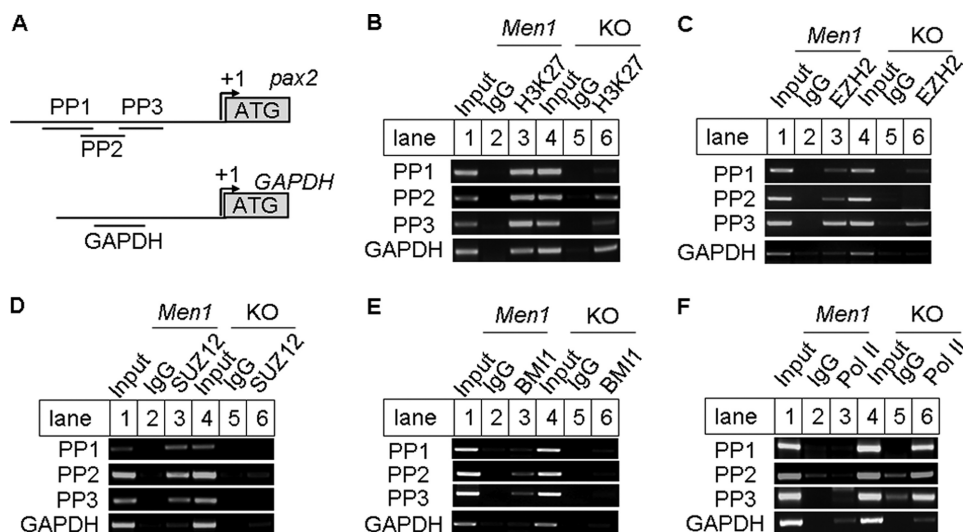 A
+1 pax2
PP1 PP3
ATG
PP2
+1 GAPDH
ATG
GAPDH
B
Men1 KO
Input IgG H3K27 Input IgG H3K27
lane 1 2 3 4 5 6
PP1
PP2
PP3
GAPDH
C
Men1 KO
Input IgG EZH2 Input IgG EZH2
lane 1 2 3 4 5 6
PP1
PP2
PP3
GAPDH
D
Men1 KO
Input IgG SUZ12 Input IgG SUZ12
lane 1 2 3 4 5 6
PP1
PP2
PP3
GAPDH
E
Men1 KO
Input IgG BMI1 Input IgG BMI1
lane 1 2 3 4 5 6
PP1
PP2
PP3
GAPDH
F
Men1 KO
Input IgG Pol II Input IgG Pol II
lane 1 2 3 4 5 6
PP1
PP2
PP3
GAPDH